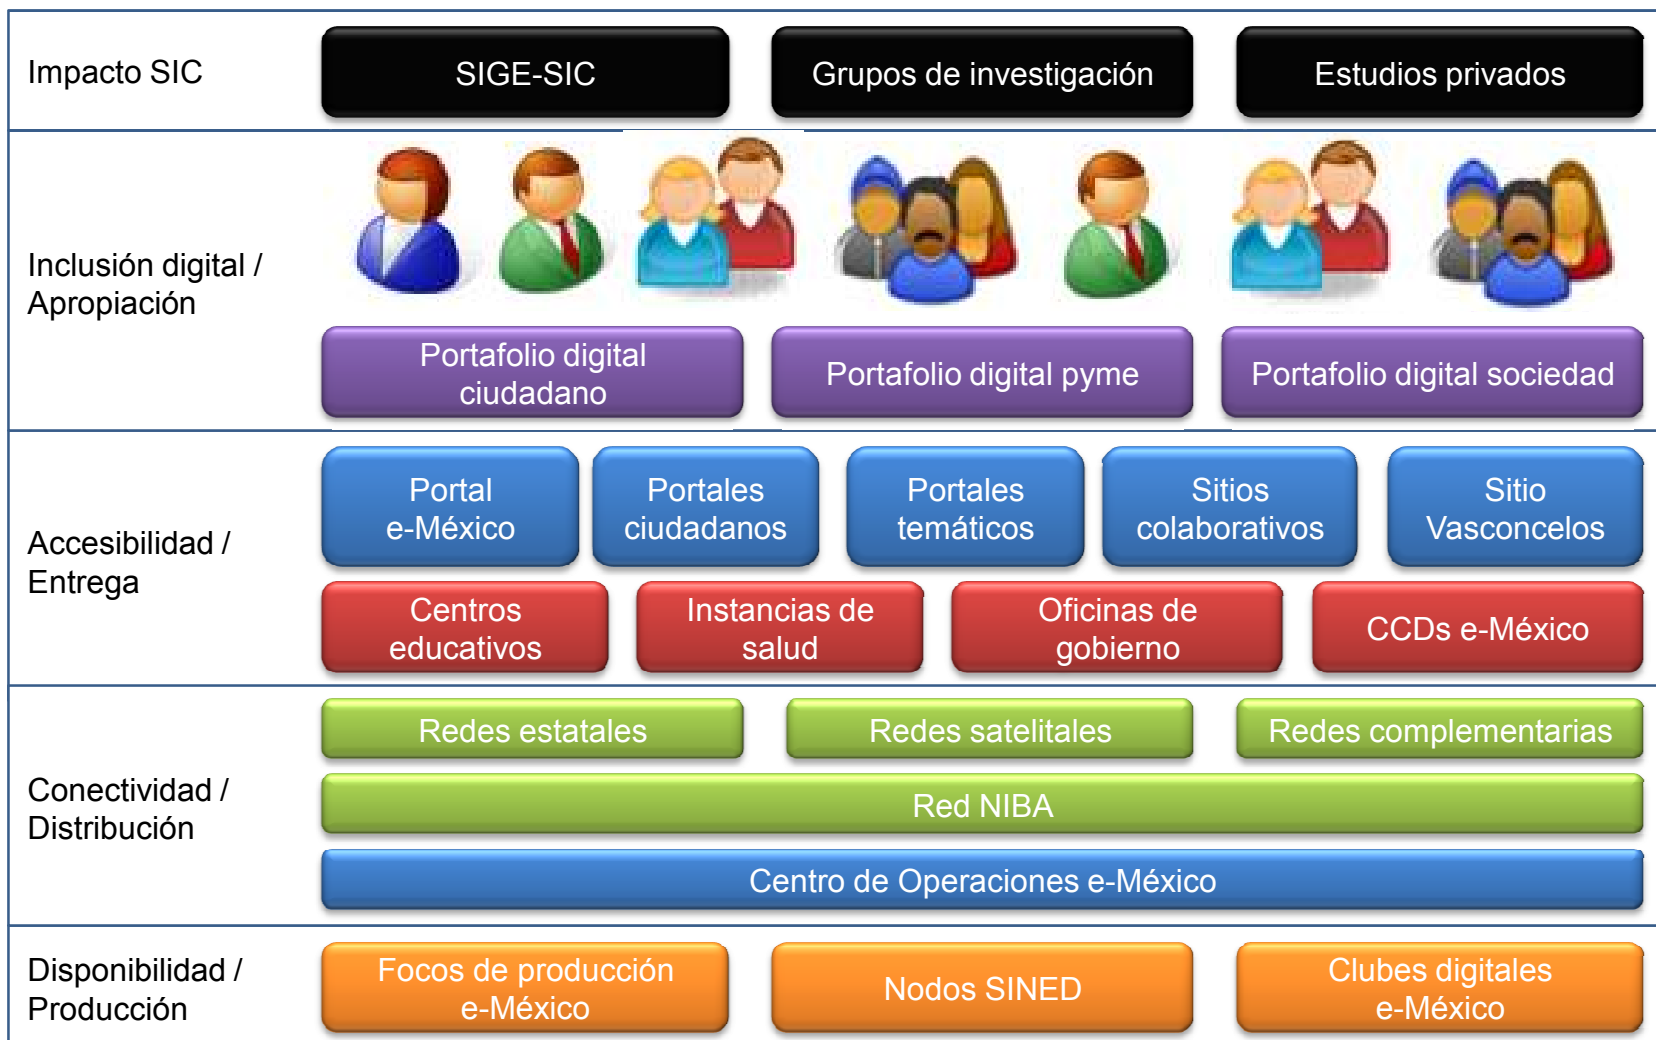 Impacto SIC
SIGE-SIC
Grupos de investigación
Estudios privados
Inclusión digital /
Apropiación
Portafolio digital
ciudadano
Portafolio digital pyme
Portafolio digital sociedad
Accesibilidad /
Entrega
Portal
e-México
Portales
ciudadanos
Portales
temáticos
Sitios
colaborativos
Sitio
Vasconcelos
Centros
educativos
Instancias de
salud
Oficinas de
gobierno
CCDs e-México
Conectividad /
Distribución
Redes estatales
Redes satelitales
Redes complementarias
Red NIBA
Centro de Operaciones e-México
Disponibilidad /
Producción
Focos de producción
e-México
Nodos SINED
Clubes digitales
e-México